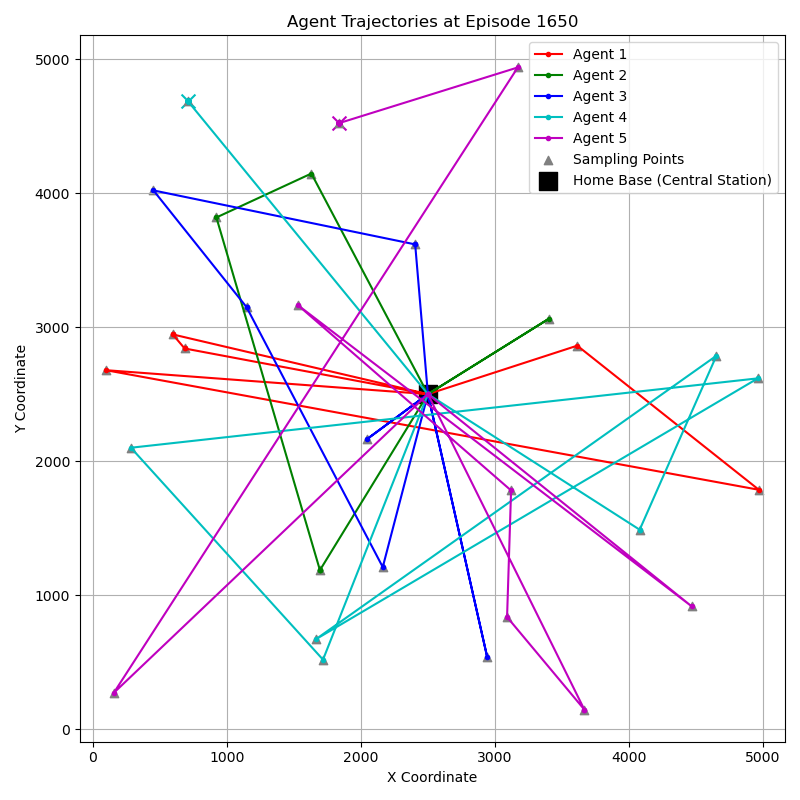 Agent Trajectories at Episode 1650
Agent 1
Agent 2
Agent 3
Agent 4
Agent 5
Sampling Points
Home Base (Central Station)
5000
4000
3000
2000
1000
0
Y Coordinate
0 1000 2000 3000 4000 5000
X Coordinate